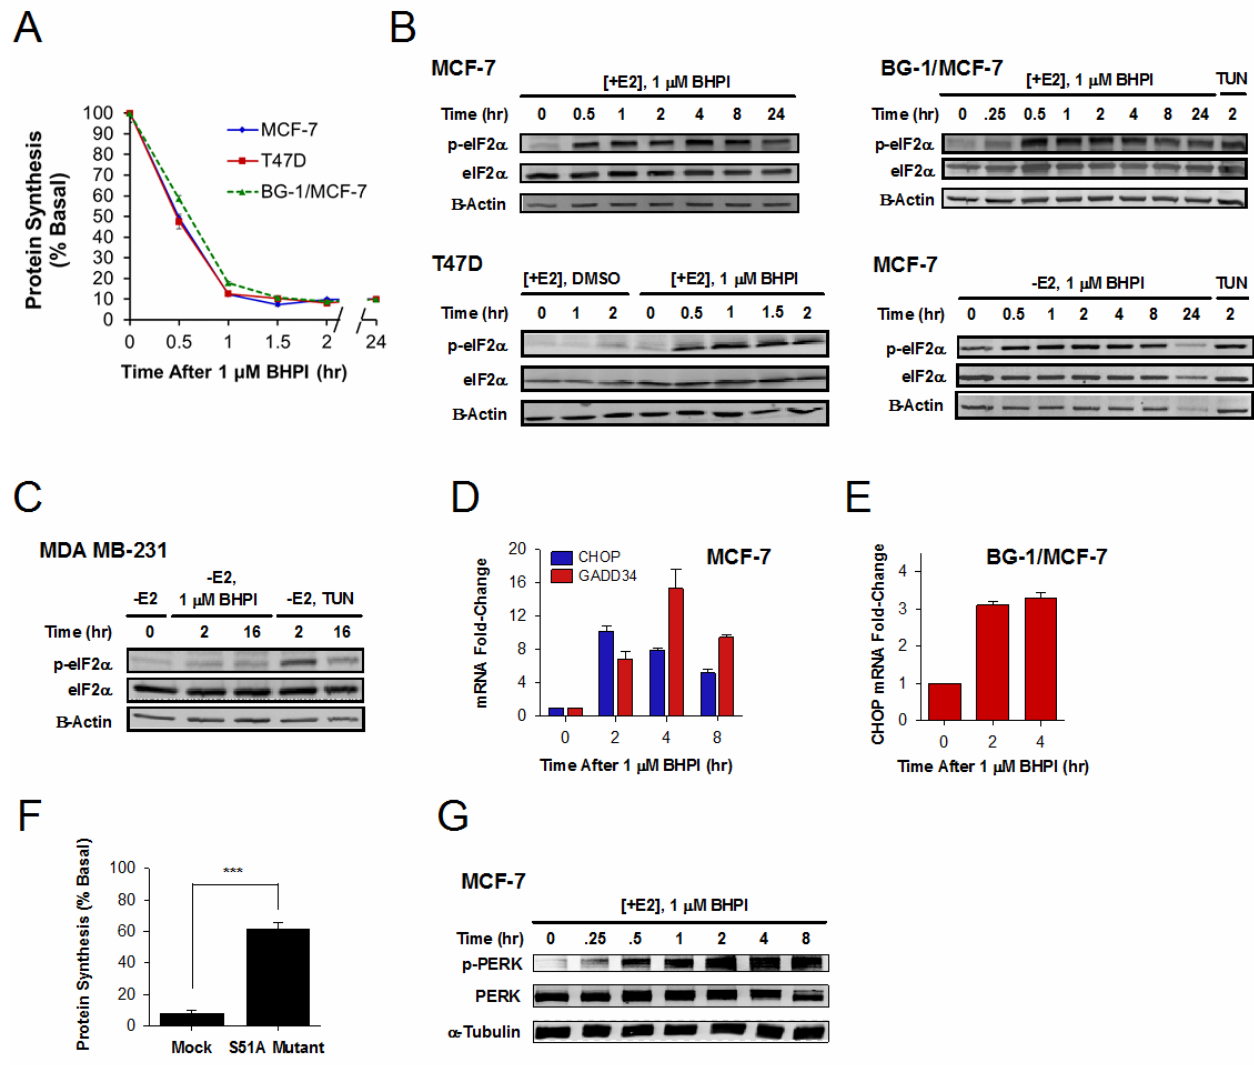 A
Protein Synthesis
(% Basal)
100
90
80
70
60
50
40
30
20
10
0
MCF-7
T47D
BG-1/MCF-7
0 0.5 1 1.5 2 24
Time After 1 µM BHPI (hr)
B
MCF-7
[+E2], 1 µM BHPI
Time (hr) 0 0.5 1 2 4 8 24
p-eIF2α
eIF2α
B-Actin
BG-1/MCF-7
[+E2], 1 µM BHPI TUN
Time (hr) 0 .25 0.5 1 2 4 8 24 2
p-eIF2α
eIF2α
B-Actin
T47D
[+E2], DMSO [+E2], 1 µM BHPI
Time (hr) 0 1 2 0 0.5 1 1.5 2
p-eIF2α
eIF2α
B-Actin
MCF-7
-E2, 1 µM BHPI TUN
Time (hr) 0 0.5 1 2 4 8 24 2
p-eIF2α
eIF2α
B-Actin
C
MDA MB-231
-E2,
-E2 1 µM BHPI -E2, TUN
Time (hr) 0 2 16 2 16
p-eIF2α
eIF2α
B-Actin
D
mRNA Fold-Change
20
16
12
8
4
0
CHOP
GADD34
MCF-7
0 2 4 8
Time After 1 µM BHPI (hr)
E
CHOP mRNA Fold-Change
BG-1/MCF-7
4
3
2
1
0
0 2 4
Time After 1 µM BHPI (hr)
F
Protein Synthesis (% Basal)
100
80
60
40
20
0
***
Mock S51A Mutant
G
MCF-7
[+E2], 1 µM BHPI
Time (hr) 0 .25 .5 1 2 4 8
p-PERK
PERK
α-Tubulin